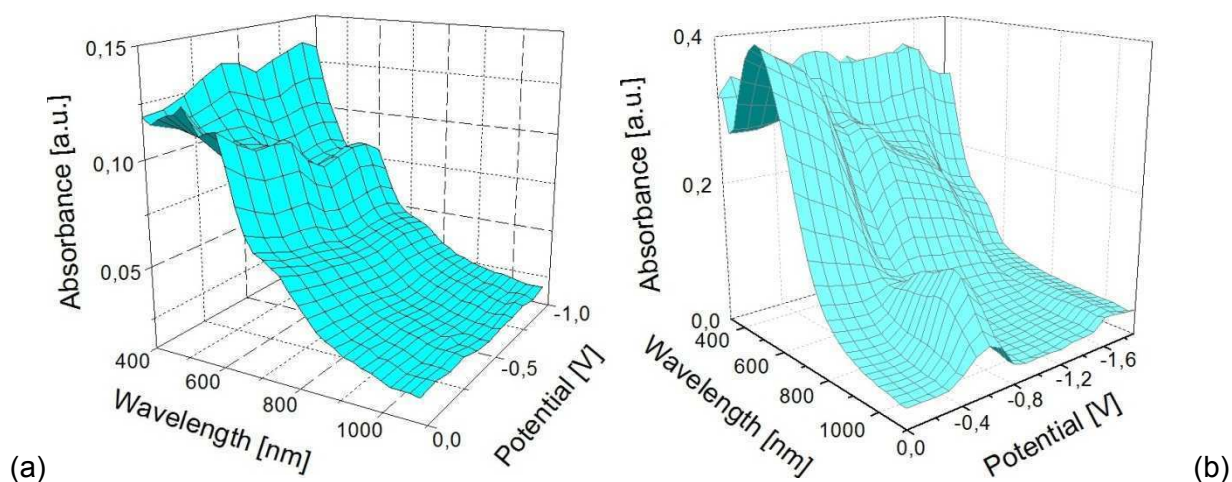 0,15
0,10
0,05
Absorbance [a.u.]
400
600
800
1000
Wavelength [nm]
0,0
-0,5
-1,0
Potential [V]
(a)
0,4
0,2
0,0
Absorbance [a.u.]
400
600
800
1000
Wavelength [nm]
0,0
-0,4
-0,8
-1,2
-1,6
Potential [V]
(b)